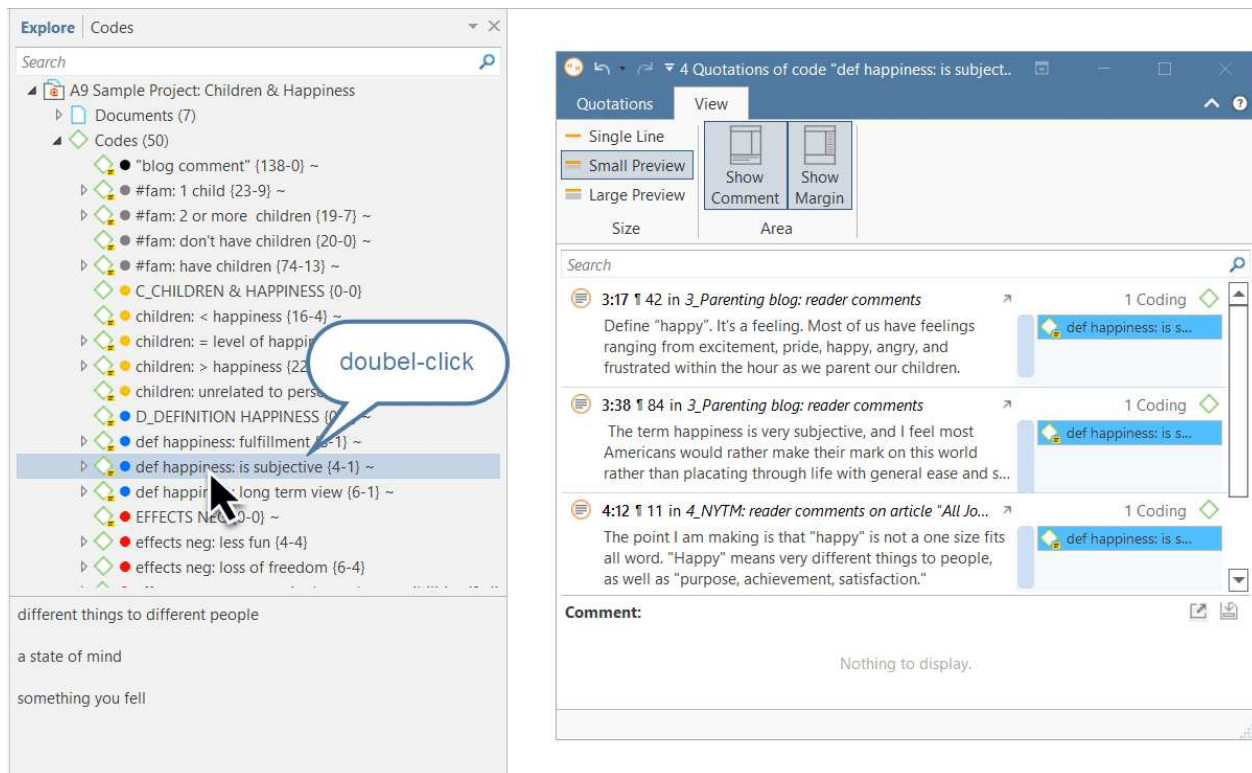 Explore | Codes
Search
A9 Sample Project: Children & Happiness
Documents (7)
Codes (50)
"blog comment" {138-0} ~
#fam: 1 child {23-9} ~
#fam: 2 or more children {19-7} ~
#fam: don't have children {20-0} ~
#fam: have children {74-13} ~
C_CHILDREN & HAPPINESS {0-0}
children: < happiness {16-4} ~
children: = level of happin
children: > happiness {22
children: unrelated to pers
D_DEFINITION HAPPINESS {0 ~
def happiness: fulfillment -1} ~
def happiness: is subjective {4-1} ~
def happin : long term view {6-1} ~
EFFECTS NE 0-0} ~
effects neg: less fun {4-4}
effects neg: loss of freedom {6-4}
doubel-click
different things to different people
a state of mind
something you fell
4 Quotations of code "def happiness: is subject..
Quotations View
Single Line
Small Preview
Large Preview
Size
Show Comment
Show Margin
Area
Search
3:17 ¶ 42 in 3_Parenting blog: reader comments 1 Coding
Define "happy". It's a feeling. Most of us have feelings
ranging from excitement, pride, happy, angry, and
frustrated within the hour as we parent our children.
def happiness: is s...
3:38 ¶ 84 in 3_Parenting blog: reader comments 1 Coding
The term happiness is very subjective, and I feel most
Americans would rather make their mark on this world
rather than placating through life with general ease and s...
def happiness: is s...
4:12 ¶ 11 in 4_NYTM: reader comments on article "All Jo... 1 Coding
The point I am making is that "happy" is not a one size fits
all word. "Happy" means very different things to people,
as well as "purpose, achievement, satisfaction."
def happiness: is s...
Comment:
Nothing to display.